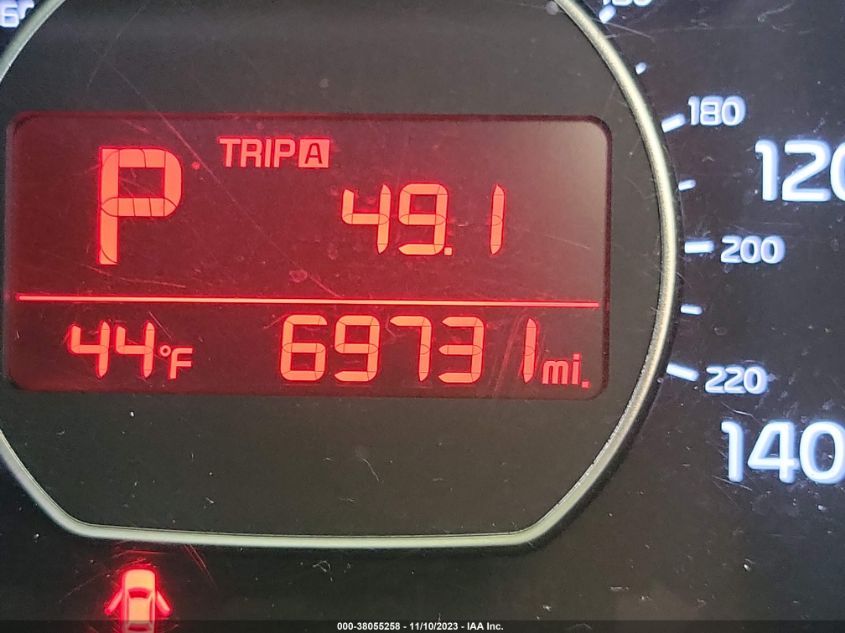 180
120
TRIP A
P
49.1
200
44°F
69731 mi.
220
140
000-38055258 - 11/10/2023 - IAA Inc.